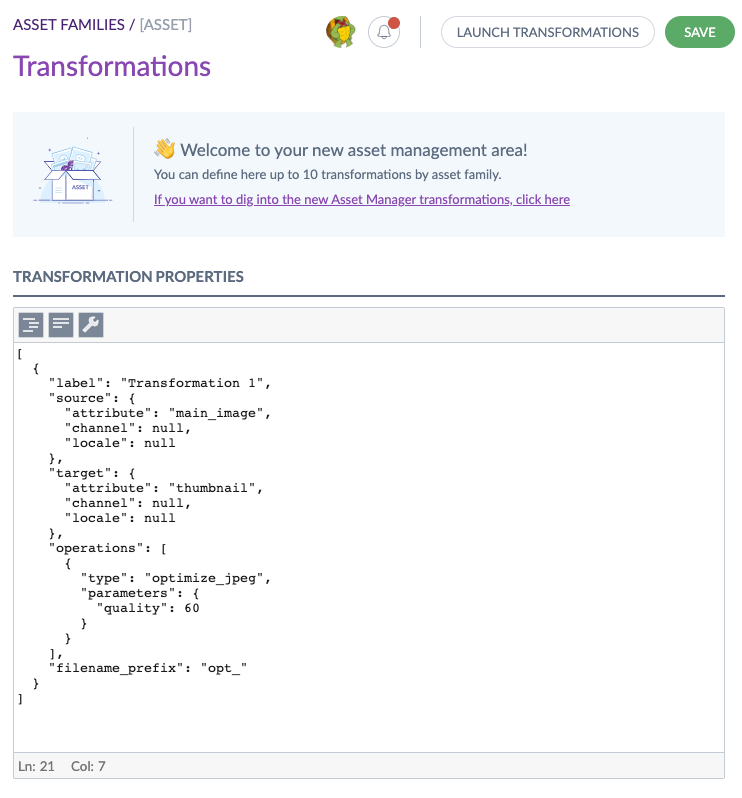 ASSET FAMILIES / [ASSET]
LAUNCH TRANSFORMATIONS
SAVE
Transformations
ASSET
👋 Welcome to your new asset management area!
You can define here up to 10 transformations by asset family.
If you want to dig into the new Asset Manager transformations, click here
TRANSFORMATION PROPERTIES
[
  {
    "label": "Transformation 1",
    "source": {
      "attribute": "main_image",
      "channel": null,
      "locale": null
    },
    "target": {
      "attribute": "thumbnail",
      "channel": null,
      "locale": null
    },
    "operations": [
      {
        "type": "optimize_jpeg",
        "parameters": {
          "quality": 60
        }
      }
    ],
    "filename_prefix": "opt_"
  }
]
Ln: 21 Col: 7